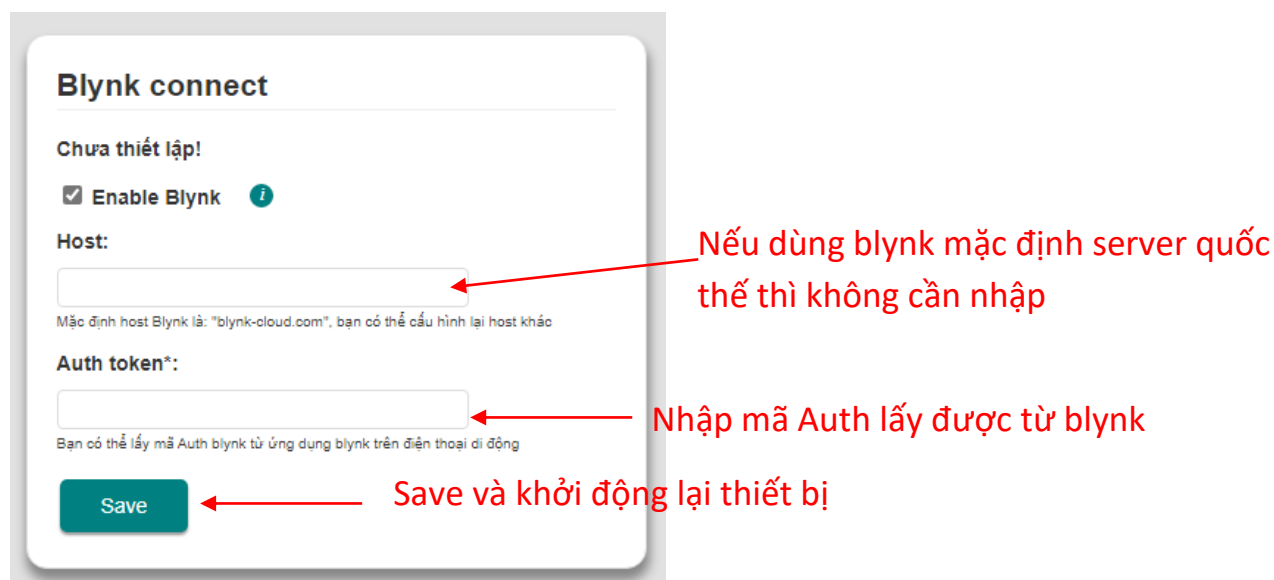 Blynk connect
Chưa thiết lập!
Enable Blynk i
Host:
Nếu dùng blynk mặc định server quốc
thế thì không cần nhập
Mặc định host Blynk là: "blynk-cloud.com", bạn có thể cấu hình lại host khác
Auth token*:
Nhập mã Auth lấy được từ blynk
Bạn có thể lấy mã Auth blynk từ ứng dụng blynk trên điện thoại di động
Save
Save và khởi động lại thiết bị